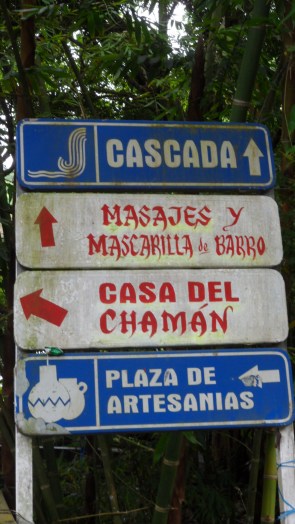 CASCADA
MASAJES Y
MASCARILLA de BARRO
CASA DEL
CHAMÁN
PLAZA DE
ARTESANIAS